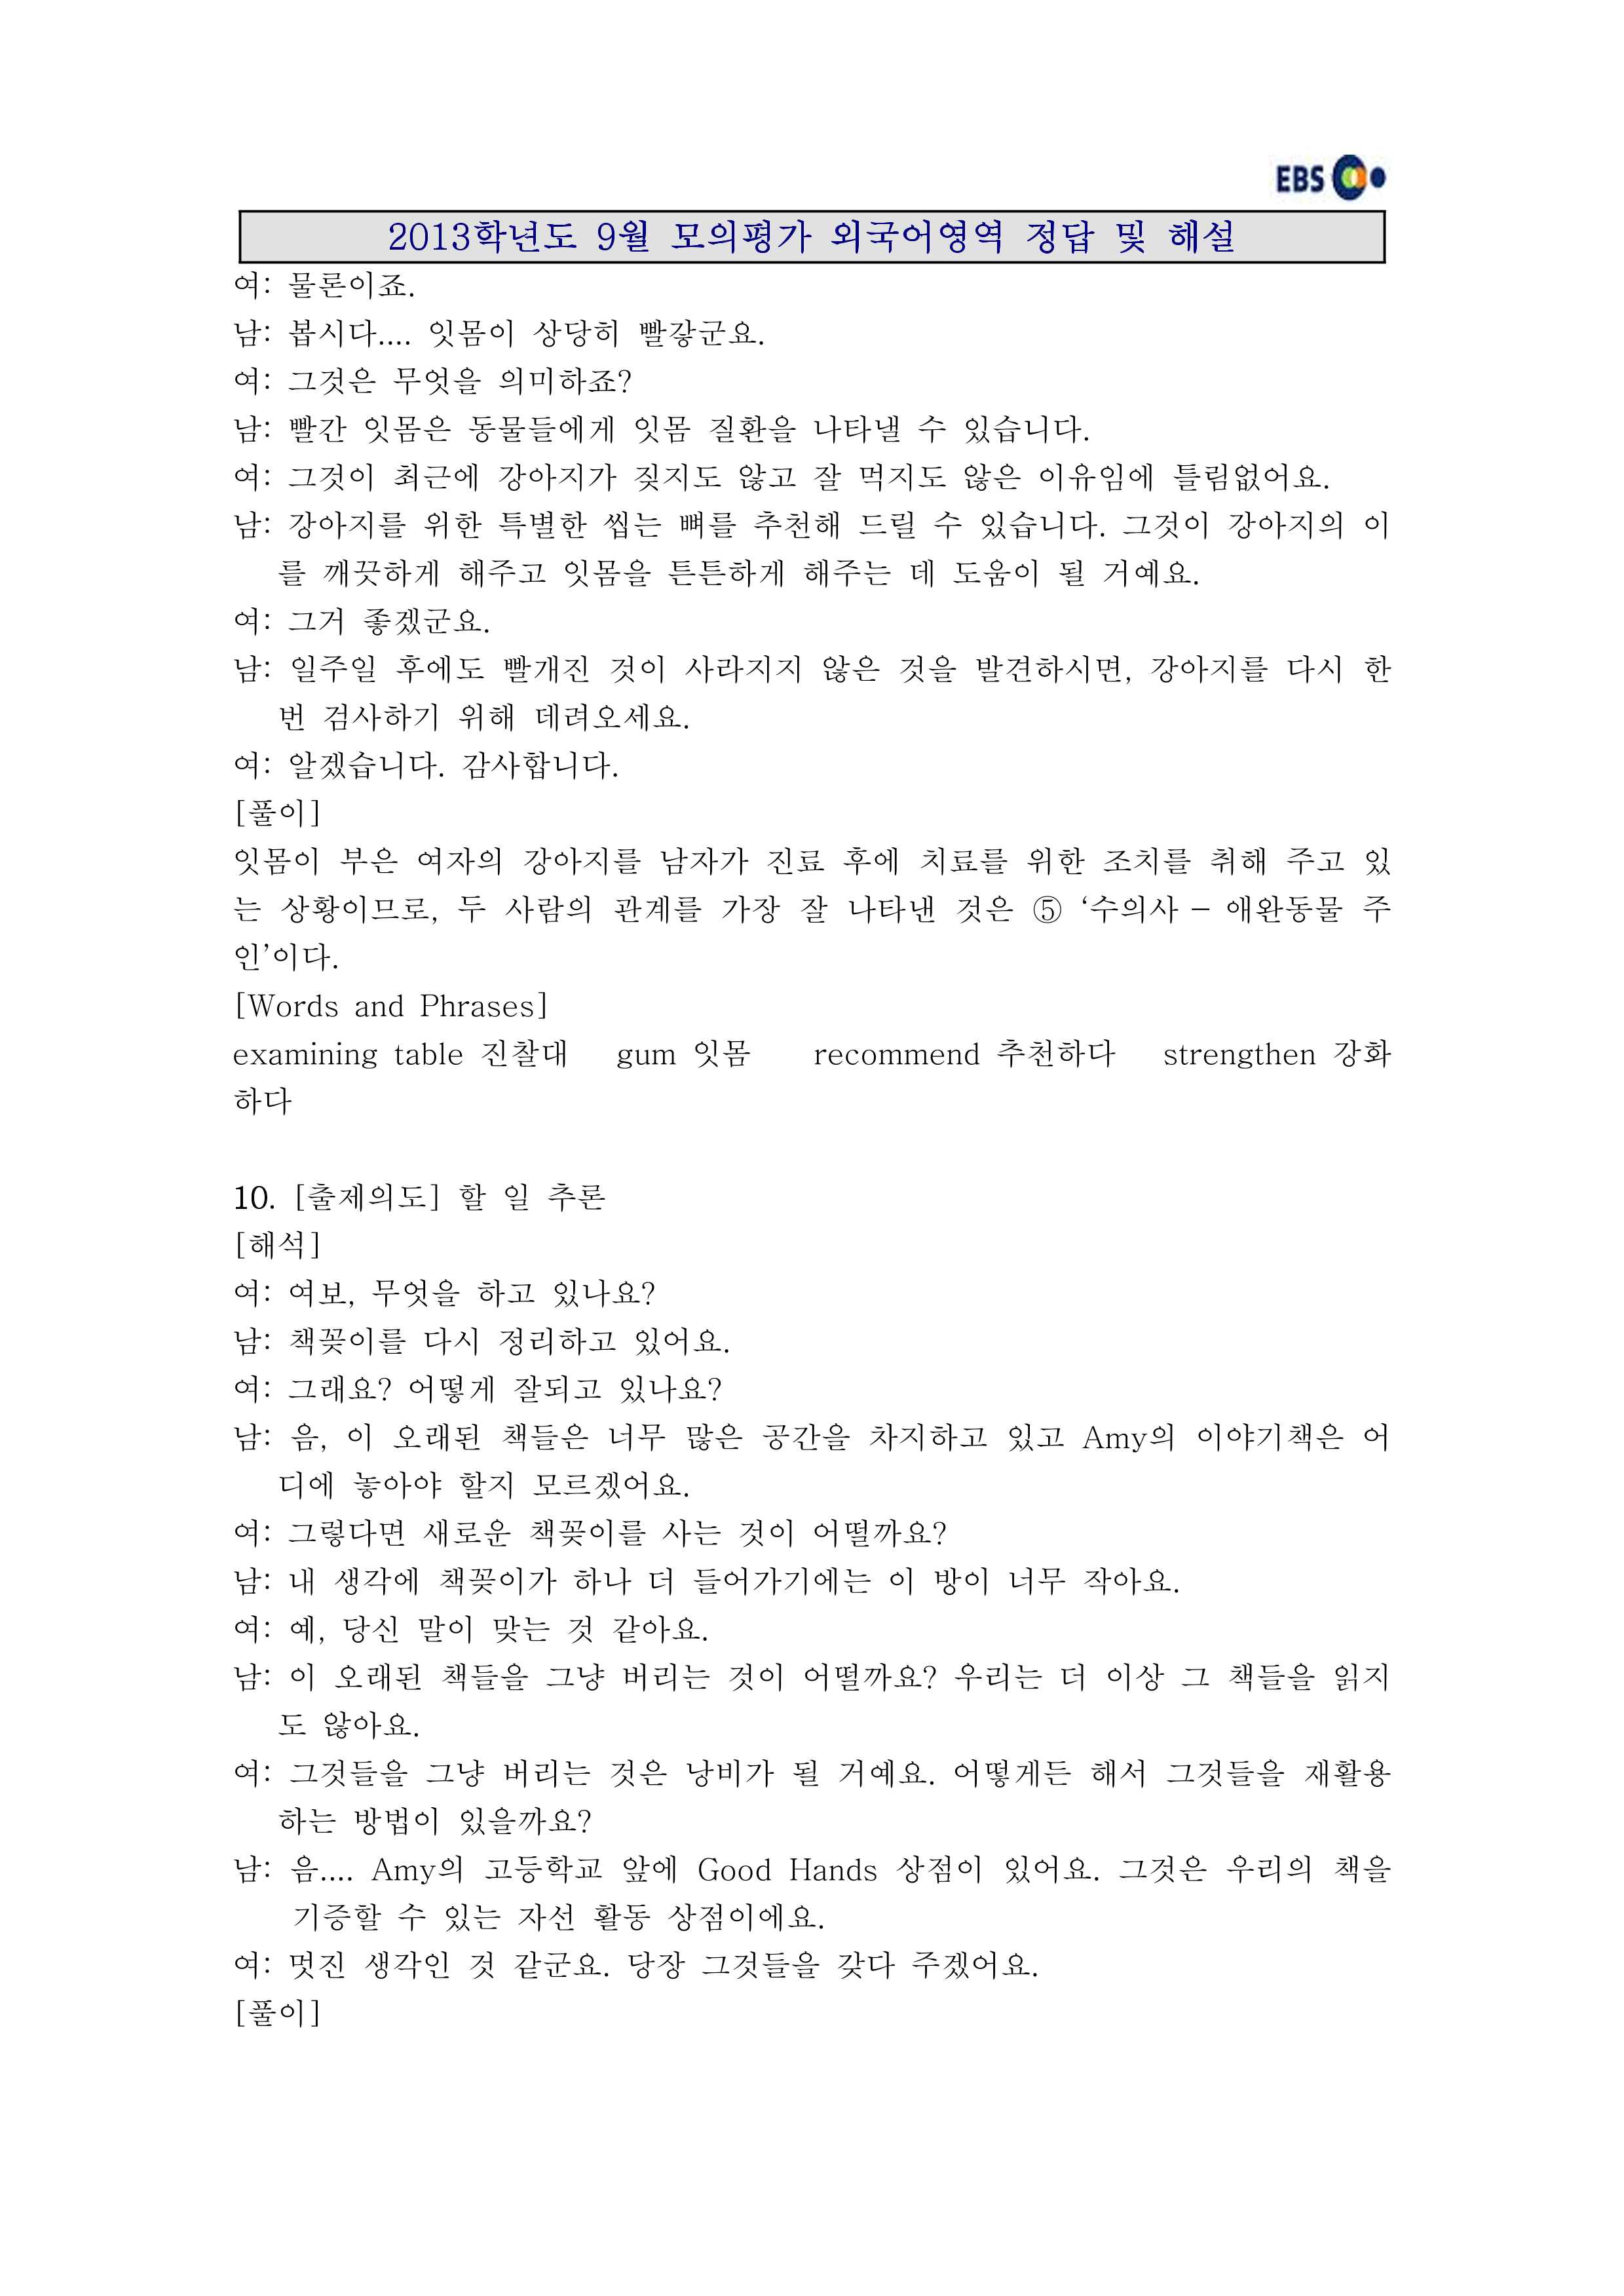 EBS
2013학년도 9월 모의평가 외국어영역 정답 및 해설
여: 물론이죠.
남: 봅시다.... 잇몸이 상당히 빨갛군요.
여: 그것은 무엇을 의미하죠?
남: 빨간 잇몸은 동물들에게 잇몸 질환을 나타낼 수 있습니다.
여: 그것이 최근에 강아지가 짖지도 않고 잘 먹지도 않은 이유임에 틀림없어요.
남: 강아지를 위한 특별한 씹는 뼈를 추천해 드릴 수 있습니다. 그것이 강아지의 이
를 깨끗하게 해주고 잇몸을 튼튼하게 해주는 데 도움이 될 거예요.
여: 그거 좋겠군요.
남: 일주일 후에도 빨개진 것이 사라지지 않은 것을 발견하시면, 강아지를 다시 한
번 검사하기 위해 데려오세요.
여: 알겠습니다. 감사합니다.
[풀이]
잇몸이 부은 여자의 강아지를 남자가 진료 후에 치료를 위한 조치를 취해 주고 있
는 상황이므로, 두 사람의 관계를 가장 잘 나타낸 것은 ⑤ ‘수의사 – 애완동물 주
인’이다.
[Words and Phrases]
examining table 진찰대 gum 잇몸 recommend 추천하다 strengthen 강화
하다
10. [출제의도] 할 일 추론
[해석]
여: 여보, 무엇을 하고 있나요?
남: 책꽂이를 다시 정리하고 있어요.
여: 그래요? 어떻게 잘되고 있나요?
남: 음, 이 오래된 책들은 너무 많은 공간을 차지하고 있고 Amy의 이야기책은 어
디에 놓아야 할지 모르겠어요.
여: 그렇다면 새로운 책꽂이를 사는 것이 어떨까요?
남: 내 생각에 책꽂이가 하나 더 들어가기에는 이 방이 너무 작아요.
여: 예, 당신 말이 맞는 것 같아요.
남: 이 오래된 책들을 그냥 버리는 것이 어떨까요? 우리는 더 이상 그 책들을 읽지
도 않아요.
여: 그것들을 그냥 버리는 것은 낭비가 될 거예요. 어떻게든 해서 그것들을 재활용
하는 방법이 있을까요?
남: 음.... Amy의 고등학교 앞에 Good Hands 상점이 있어요. 그것은 우리의 책을
기증할 수 있는 자선 활동 상점이에요.
여: 멋진 생각인 것 같군요. 당장 그것들을 갖다 주겠어요.
[풀이]